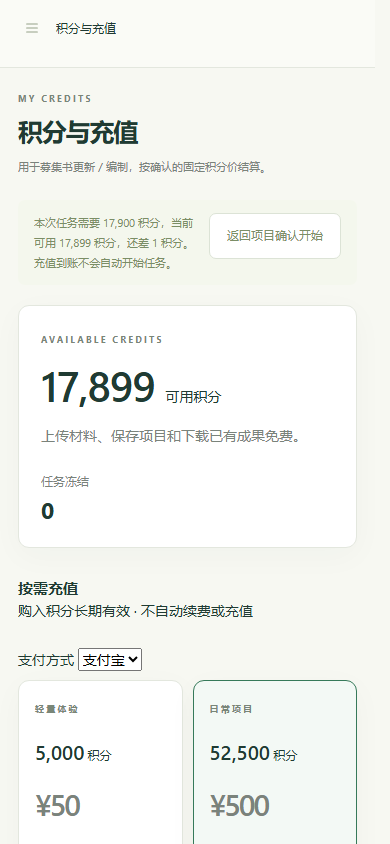 积分与充值
MY CREDITS
积分与充值
用于募集书更新 / 编制，按确认的固定积分价结算。
本次任务需要 17,900 积分，当前
可用 17,899 积分，还差 1 积分。
充值到账不会自动开始任务。
返回项目确认开始
AVAILABLE CREDITS
17,899 可用积分
上传材料、保存项目和下载已有成果免费。
任务冻结
0
按需充值
购入积分长期有效 · 不自动续费或充值
支付方式 支付宝
轻量体验
5,000 积分
¥50
日常项目
52,500 积分
¥500